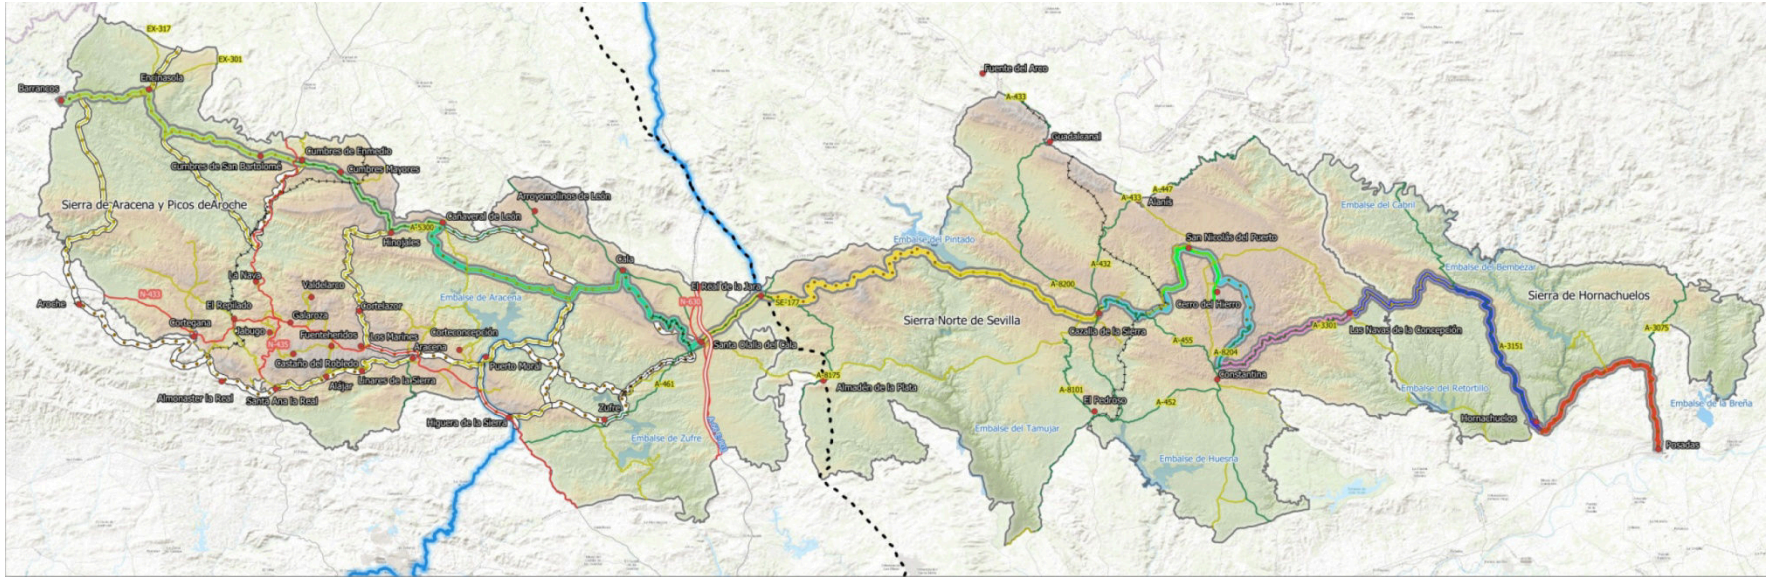 EX-317
EX-301
Encinasola
Barrancos
Fuente del Arco
A-433
Guadalcanal
Cumbres de Enmedio
Cumbres de San Bartolomé
Cumbres Mayores
Sierra de Aracena y Picos deAroche
Arroyomolinos de León
Cañaveral de León
A-5300
Hinojales
A-447
A-433
Alanís
Embalse del Cabril
Embalse del Pintado
San Nicolás del Puerto
Cala
La Nava
Valdelarco
N-433
A-432
Embalse del Bembézar
El Real de la Jara
A-8200
Embalse de Aracena
Sierra de Hornachuelos
Aroche
El Repilado
Cortelazor
N-630
SE-177
Cerro del Hierro
Galaroza
Cortegana
Jabugo
Fuenteheridos
Los Marines
Corteconcepción
Sierra Norte de Sevilla
Cazalla de la Sierra
A-3301
Las Navas de la Concepción
A-3075
N-435
Aracena
Santa Olalla del Cala
A-455
A-8204
A-3151
Castaño del Robledo
Puerto Moral
Linares de la Sierra
Alájar
A-461
A-8175
Almadén de la Plata
Constantina
Almonaster la Real
Santa Ana la Real
A-8101
El Pedroso
A-452
Embalse del Retortillo
Embalse de la Breña
Zufre
Higuera de la Sierra
Hornachuelos
Embalse del Tamujar
Embalse de Zufre
Posadas
Embalse de Huesna